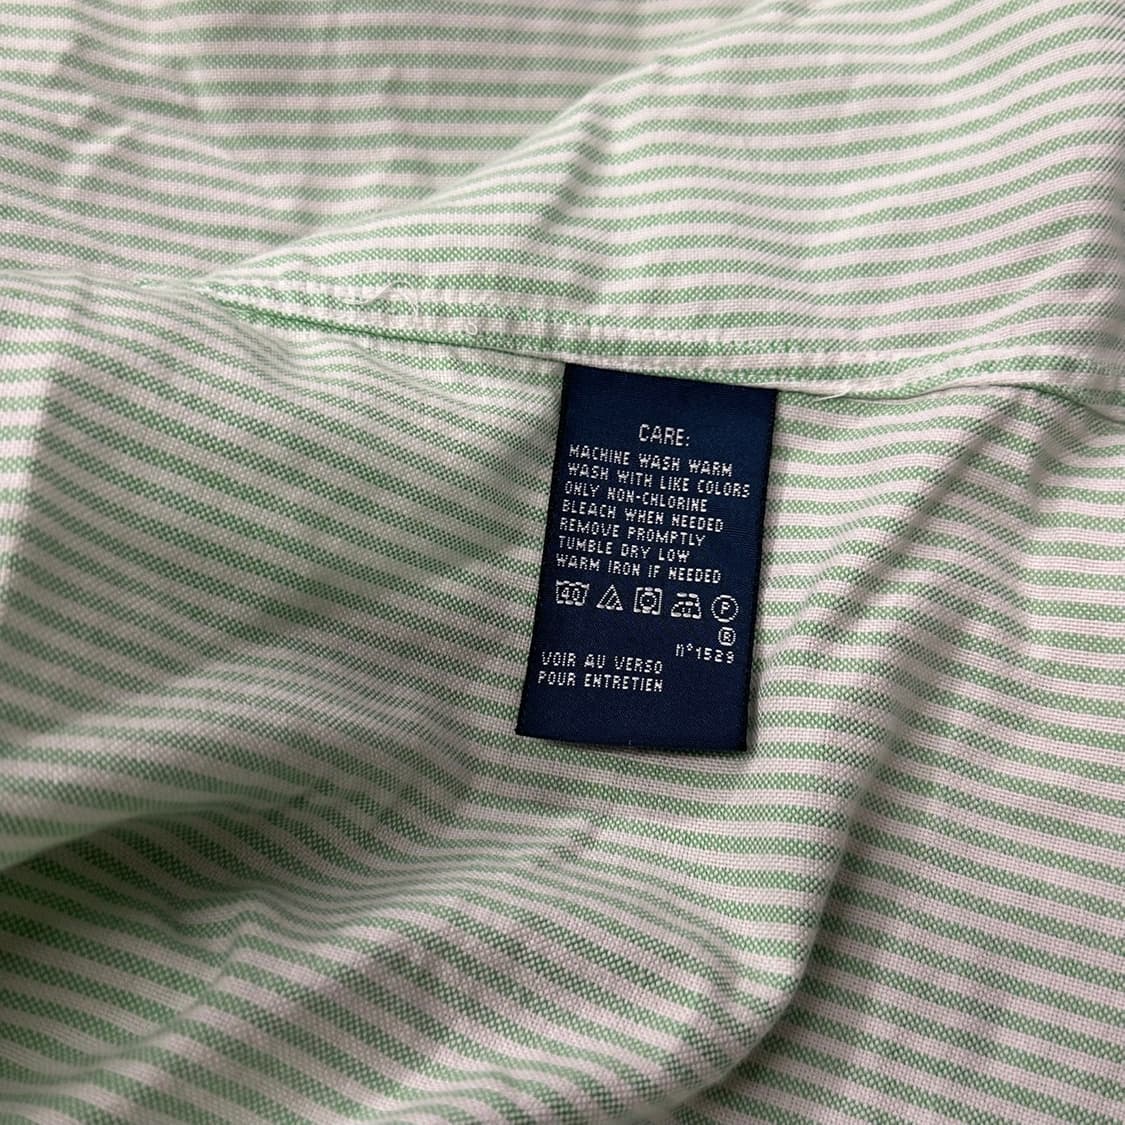 CARE:
MACHINE WASH WARM
WASH WITH LIKE COLORS
ONLY NON-CHLORINE
BLEACH WHEN NEEDED
REMOVE PROMPTLY
TUMBLE DRY LOW
WARM IRON IF NEEDED
40 P
®
n°1529
VOIR AU VERSO
POUR ENTRETIEN